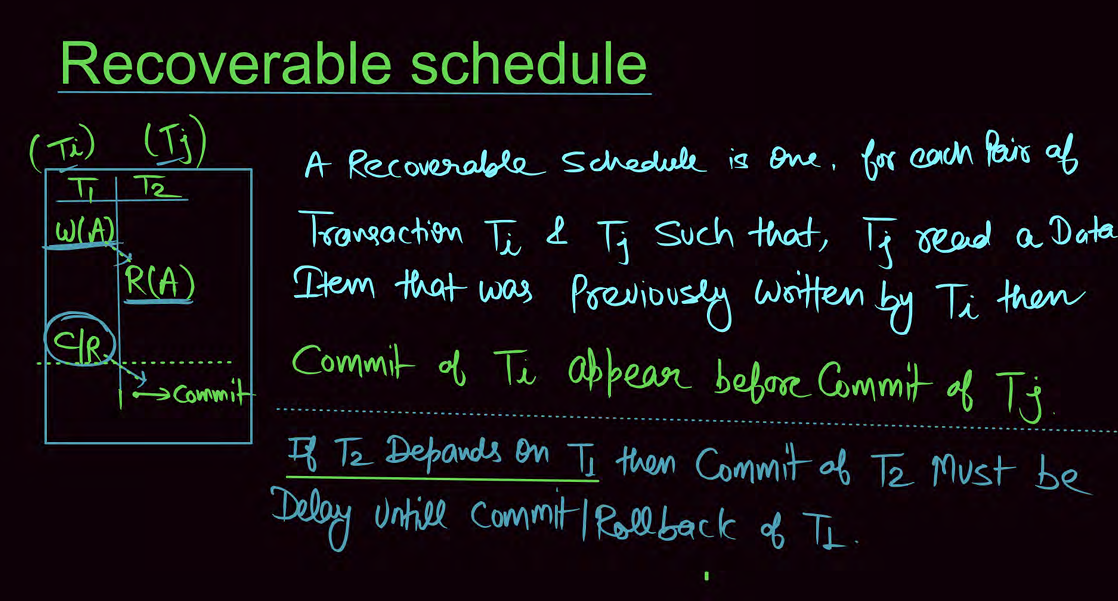 Recoverable schedule
(Ti) (Tj)
T1 T2
W(A)
R(A)
C/R
Commit
A Recoverable Schedule is One, for each Pair of
Transaction Ti & Tj Such that, Tj read a Data
Item that was Previously written by Ti then
Commit of Ti appear before Commit of Tj.
If T2 Depands On T1 then Commit of T2 Must be
Delay Untill Commit/Rollback of T1.